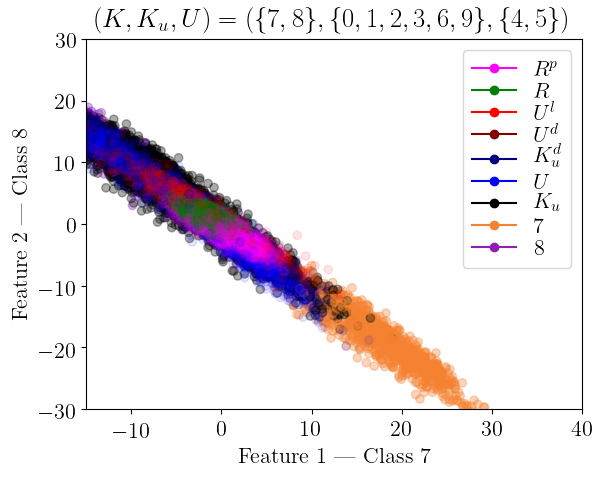 (K, K_u, U) = ({7, 8}, {0, 1, 2, 3, 6, 9}, {4, 5})
30
20
10
0
−10
−20
−30
Feature 2 — Class 8
R^p
R
U^l
U^d
K_u^d
U
K_u
7
8
−10
0
10
20
30
40
Feature 1 — Class 7